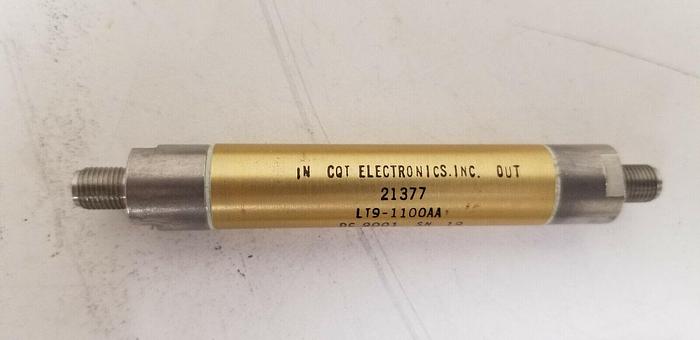 IN CQT ELECTRONICS.INC. OUT
21377
LT9-1100AA